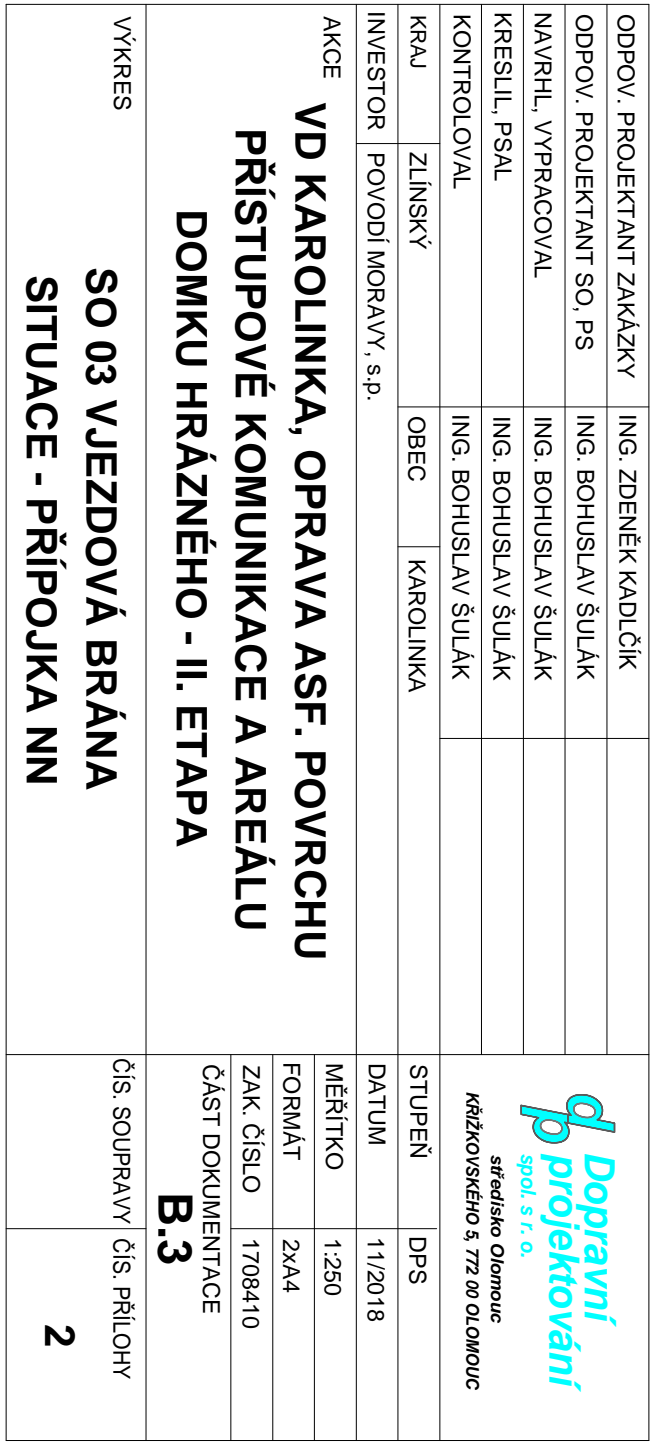 ODPOV. PROJEKTANT ZAKÁZKY ING. ZDENĚK KADLČÍK
ODPOV. PROJEKTANT SO, PS ING. BOHUSLAV ŠULÁK
NAVRHL, VYPRACOVAL ING. BOHUSLAV ŠULÁK
KRESLIL, PSAL ING. BOHUSLAV ŠULÁK
KONTROLOVAL ING. BOHUSLAV ŠULÁK
dp Dopravní
projektování
spol. s r. o.
středisko Olomouc
KŘIŽKOVSKÉHO 5, 772 00 OLOMOUC
KRAJ ZLÍNSKÝ OBEC KAROLINKA
INVESTOR POVODÍ MORAVY, s.p.
AKCE VD KAROLINKA, OPRAVA ASF. POVRCHU
PŘÍSTUPOVÉ KOMUNIKACE A AREÁLU
DOMKU HRÁZNÉHO - II. ETAPA
STUPEŇ DPS
DATUM 11/2018
MĚŘÍTKO 1:250
FORMÁT 2xA4
ZAK. ČÍSLO 1708410
ČÁST DOKUMENTACE
B.3
VÝKRES
SO 03 VJEZDOVÁ BRÁNA
SITUACE - PŘÍPOJKA NN
ČÍS. SOUPRAVY ČÍS. PŘÍLOHY
2